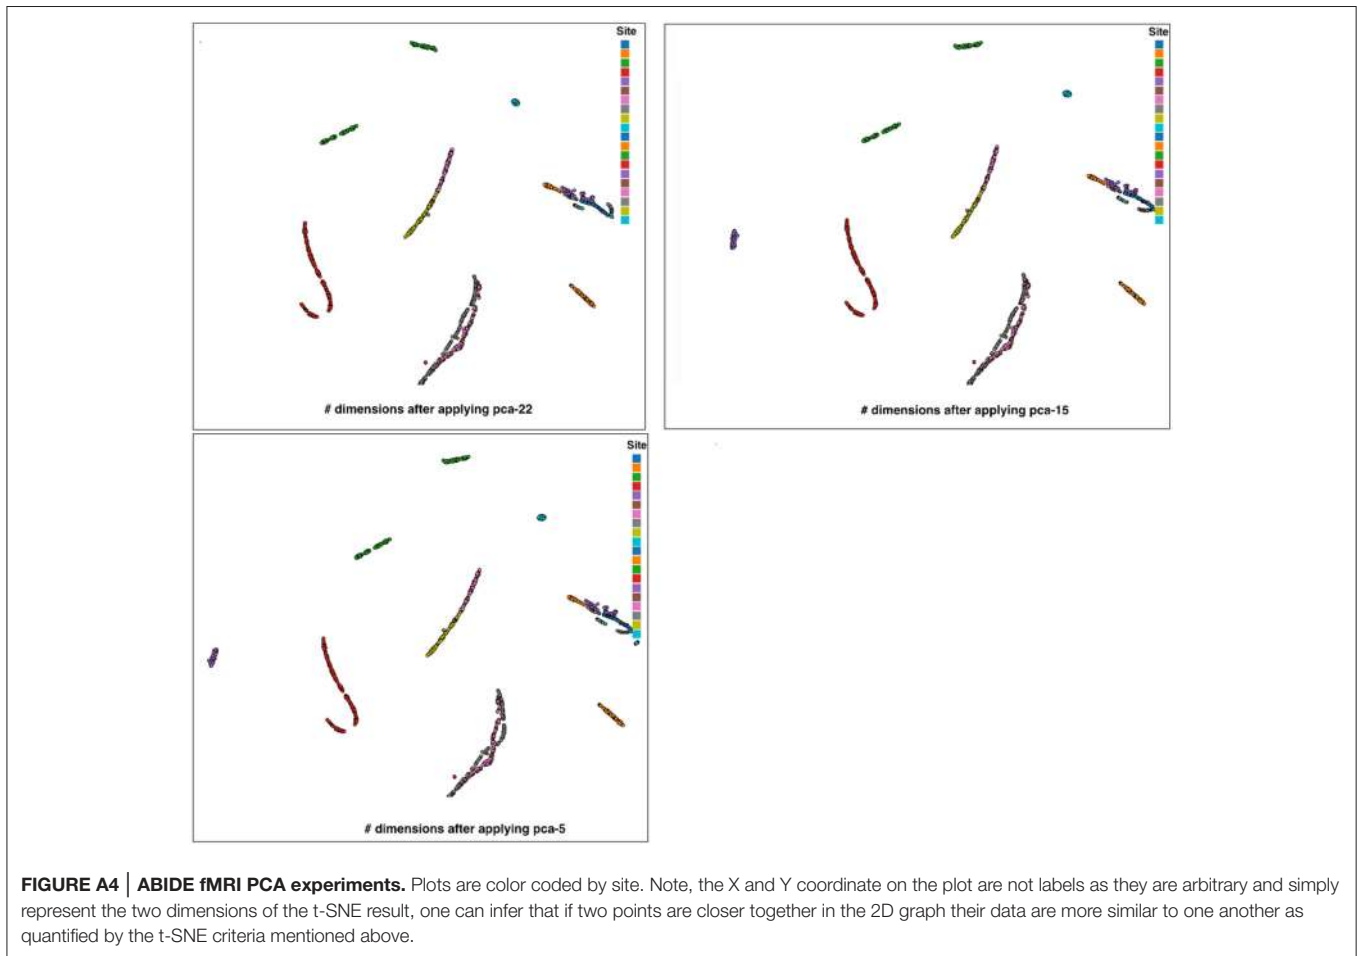 Site
# dimensions after applying pca-22
Site
# dimensions after applying pca-15
Site
# dimensions after applying pca-5
FIGURE A4 | ABIDE fMRI PCA experiments. Plots are color coded by site. Note, the X and Y coordinate on the plot are not labels as they are arbitrary and simply
represent the two dimensions of the t-SNE result, one can infer that if two points are closer together in the 2D graph their data are more similar to one another as
quantified by the t-SNE criteria mentioned above.